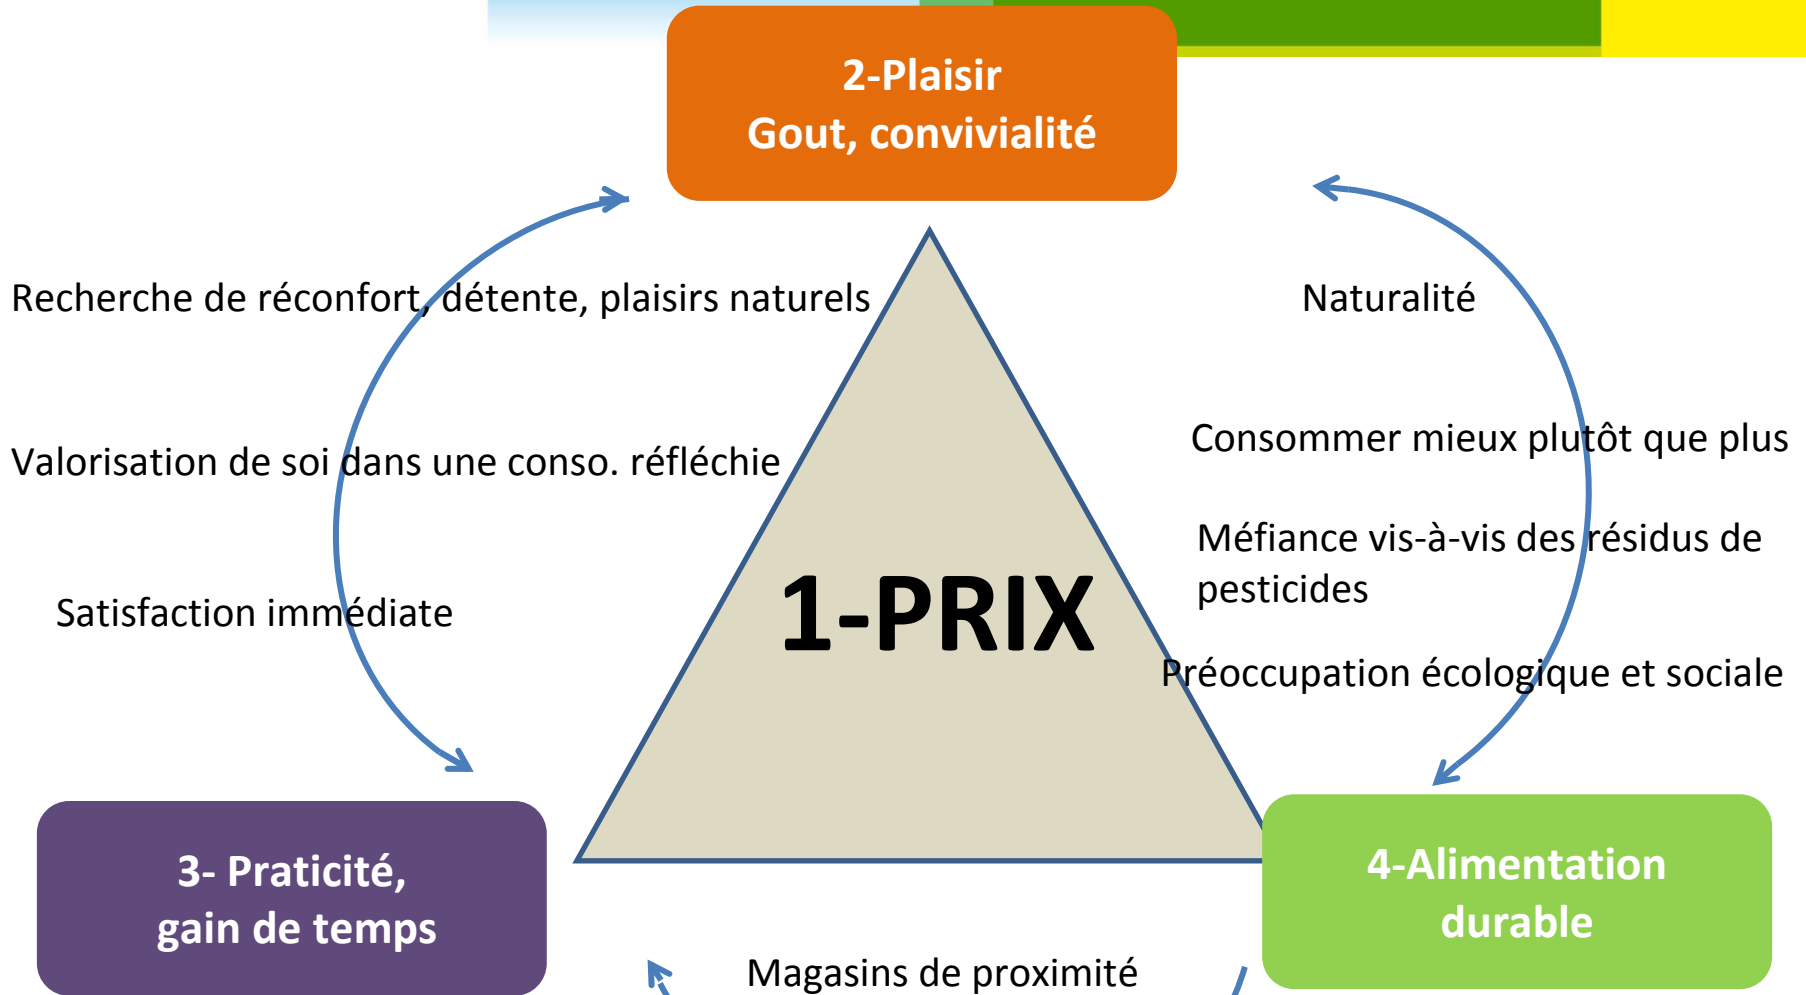 2-Plaisir
Gout, convivialité
Recherche de réconfort, détente, plaisirs naturels
Naturalité
Valorisation de soi dans une conso. réfléchie
Consommer mieux plutôt que plus
Méfiance vis-à-vis des résidus de
pesticides
Satisfaction immédiate
1-PRIX
Préoccupation écologique et sociale
3- Praticité,
gain de temps
4-Alimentation
durable
Magasins de proximité